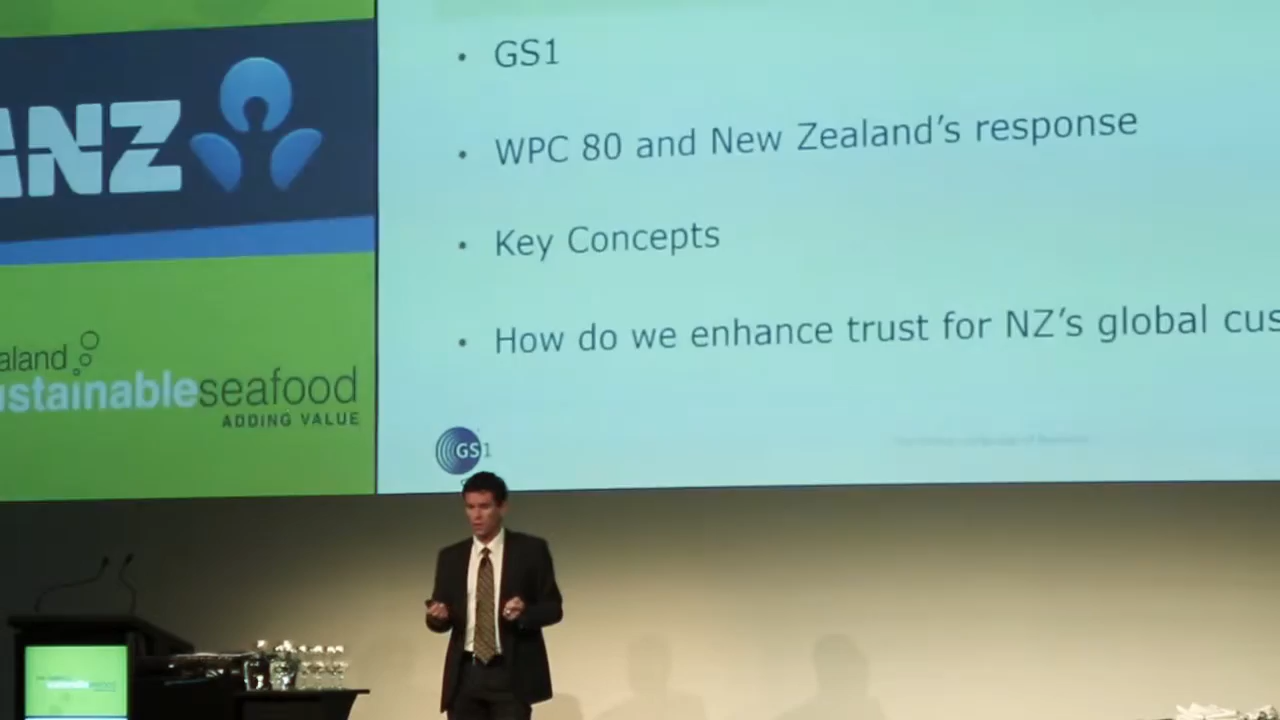 ANZ
aland
ustainableseafood
ADDING VALUE
• GS1
• WPC 80 and New Zealand's response
• Key Concepts
• How do we enhance trust for NZ's global cus
GS1